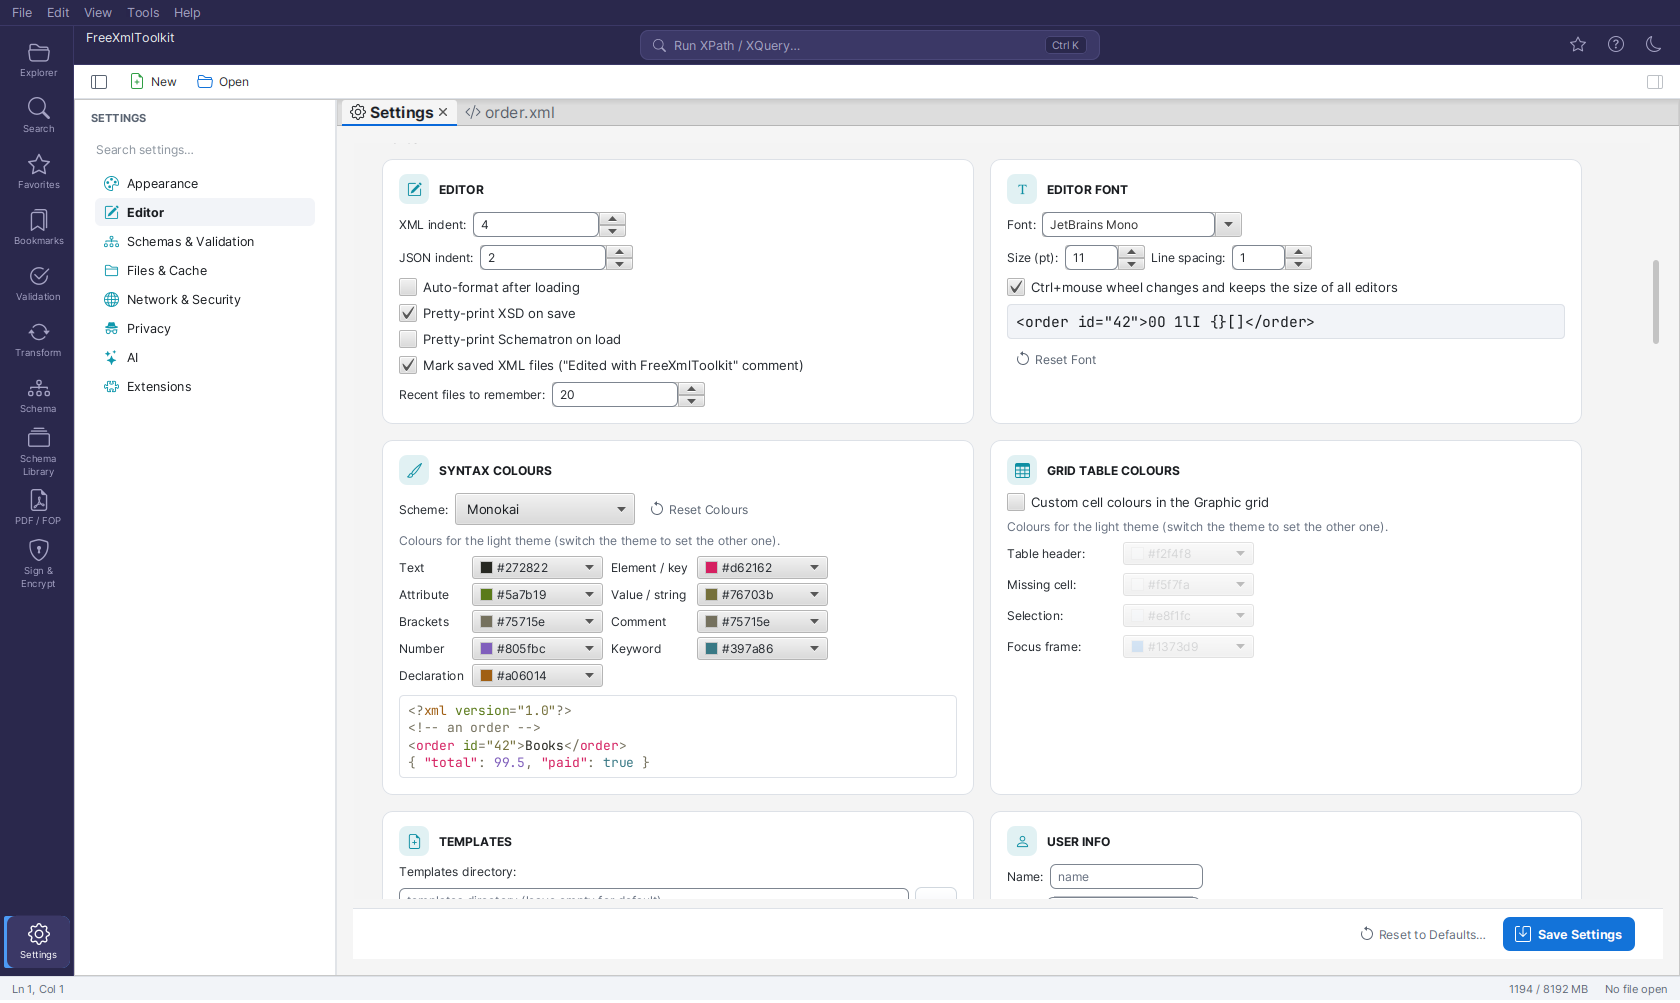 File Edit View Tools Help
FreeXmlToolkit
Run XPath / XQuery... Ctrl K
Explorer
Search
Favorites
Bookmarks
Validation
Transform
Schema
Schema
Library
PDF / FOP
Sign &
Encrypt
Settings
New Open
SETTINGS
Search settings...
Appearance
Editor
Schemas & Validation
Files & Cache
Network & Security
Privacy
AI
Extensions
Settings order.xml
EDITOR
XML indent: 4
JSON indent: 2
Auto-format after loading
Pretty-print XSD on save
Pretty-print Schematron on load
Mark saved XML files ("Edited with FreeXmlToolkit" comment)
Recent files to remember: 20
EDITOR FONT
Font: JetBrains Mono
Size (pt): 11 Line spacing: 1
Ctrl+mouse wheel changes and keeps the size of all editors
<order id="42">0O 1lI {}[]</order>
Reset Font
SYNTAX COLOURS
Scheme: Monokai Reset Colours
Colours for the light theme (switch the theme to set the other one).
Text #272822 Element / key #d62162
Attribute #5a7b19 Value / string #76703b
Brackets #75715e Comment #75715e
Number #805fbc Keyword #397a86
Declaration #a06014
<?xml version="1.0"?>
<!-- an order -->
<order id="42">Books</order>
{ "total": 99.5, "paid": true }
GRID TABLE COLOURS
Custom cell colours in the Graphic grid
Colours for the light theme (switch the theme to set the other one).
Table header: #f2f4f8
Missing cell: #f5f7fa
Selection: #e8f1fc
Focus frame: #1373d9
TEMPLATES
Templates directory:
templates directory (leave empty for default)
USER INFO
Name: name
Reset to Defaults... Save Settings
Ln 1, Col 1 1194 / 8192 MB No file open